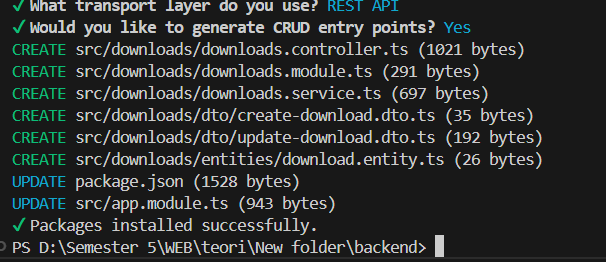 ✓ What transport layer do you use? REST API
✓ Would you like to generate CRUD entry points? Yes
CREATE src/downloads/downloads.controller.ts (1021 bytes)
CREATE src/downloads/downloads.module.ts (291 bytes)
CREATE src/downloads/downloads.service.ts (697 bytes)
CREATE src/downloads/dto/create-download.dto.ts (35 bytes)
CREATE src/downloads/dto/update-download.dto.ts (192 bytes)
CREATE src/downloads/entities/download.entity.ts (26 bytes)
UPDATE package.json (1528 bytes)
UPDATE src/app.module.ts (943 bytes)
✓ Packages installed successfully.
PS D:\Semester 5\WEB\teori\New folder\backend>